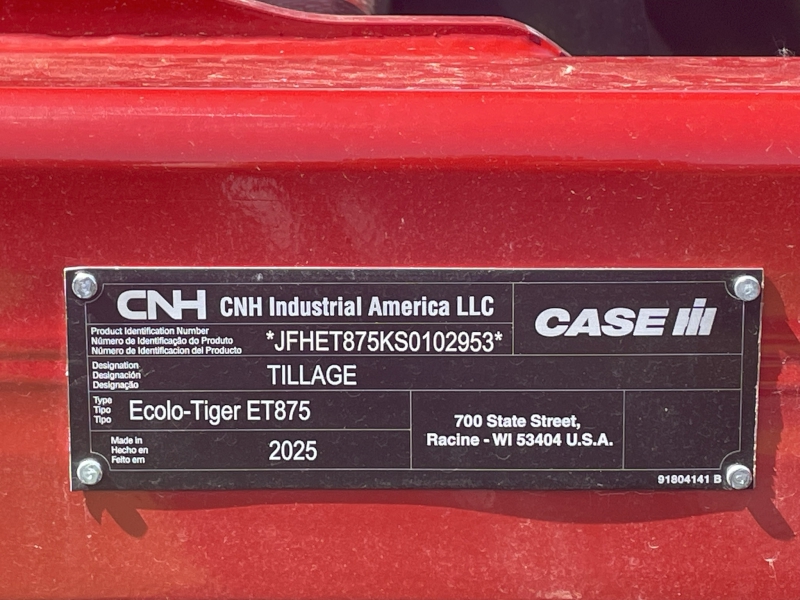 CNH CNH Industrial America LLC
CASE IH
Product Identification Number
Número de Identificação do Produto
Número de Identificacion del Producto
*JFHET875KS0102953*
Designation
Designación
Designação
TILLAGE
Type
Tipo
Tipo
Ecolo-Tiger ET875
700 State Street,
Racine - WI 53404 U.S.A.
Made in
Hecho en
Feito em
2025
91804141 B